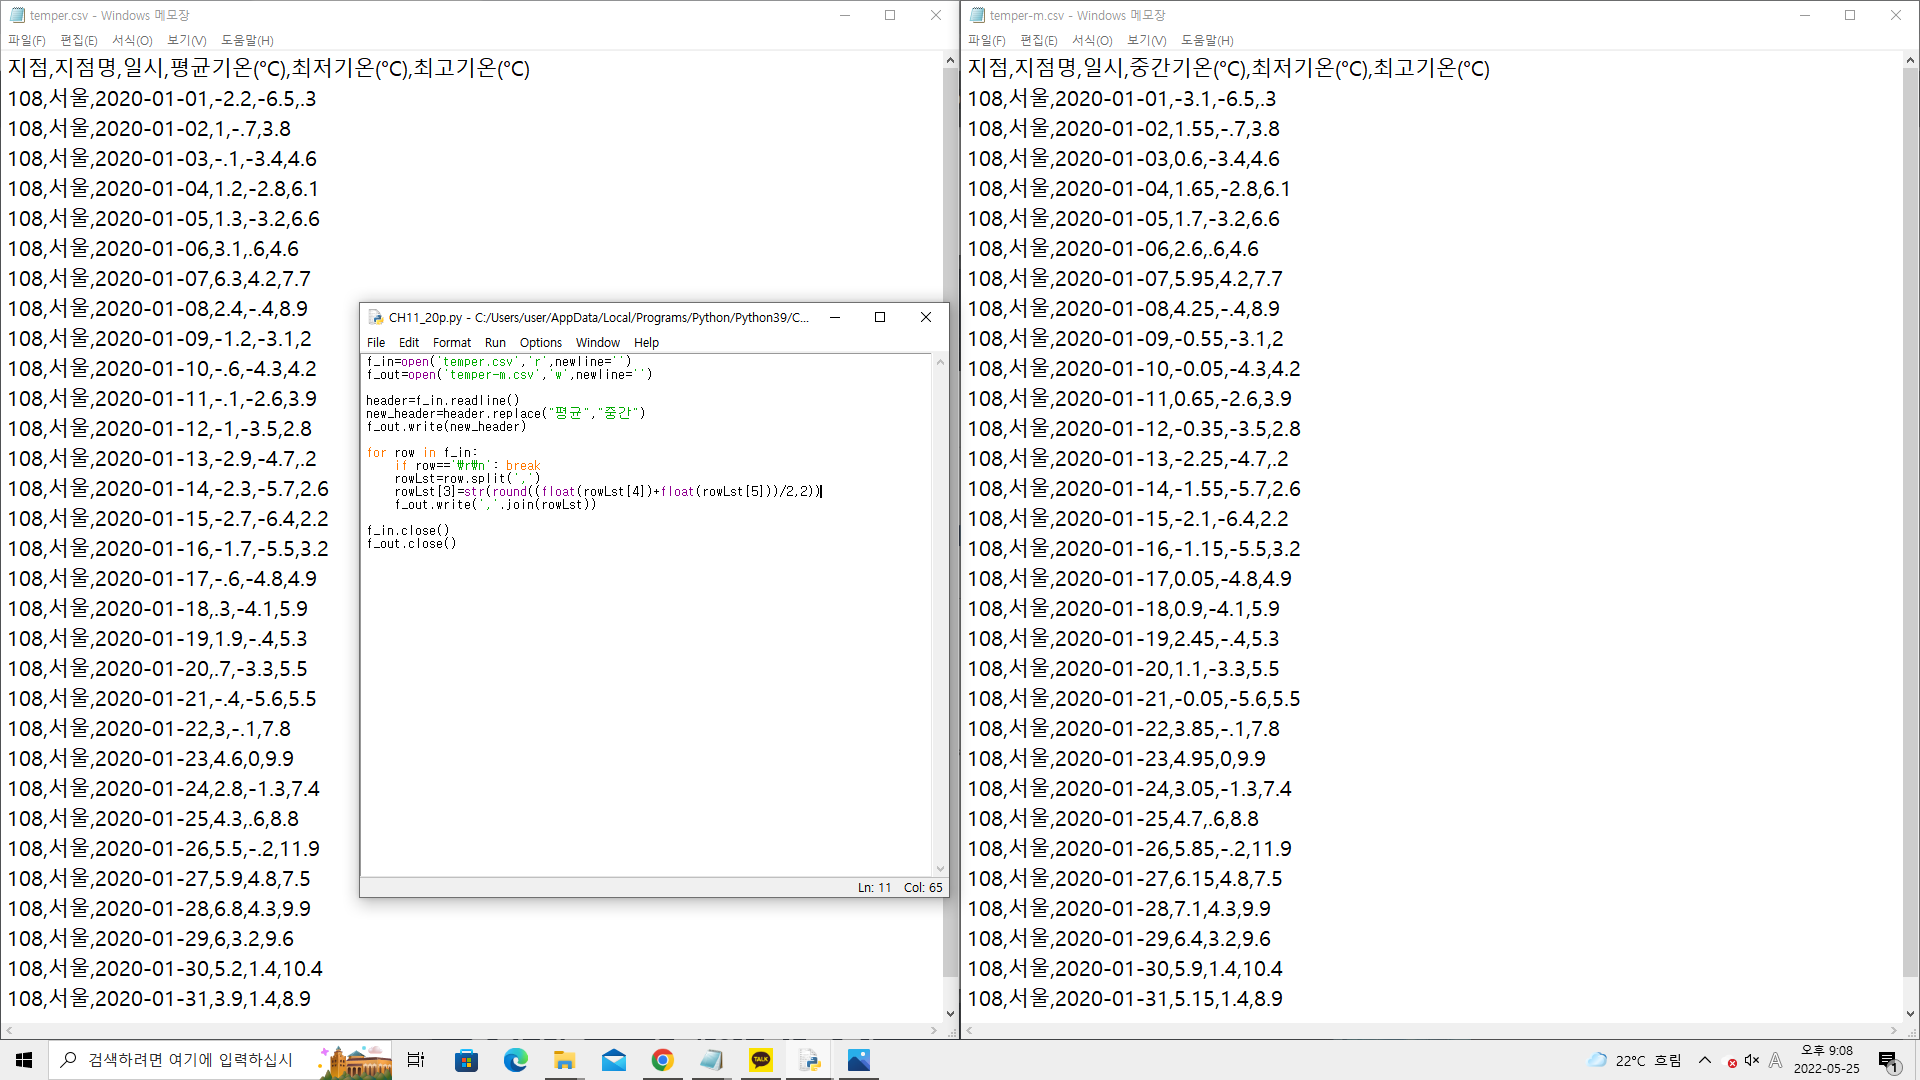 temper.csv - Windows 메모장
파일(F) 편집(E) 서식(O) 보기(V) 도움말(H)
지점,지점명,일시,평균기온(°C),최저기온(°C),최고기온(°C)
108,서울,2020-01-01,-2.2,-6.5,.3
108,서울,2020-01-02,1,-.7,3.8
108,서울,2020-01-03,-.1,-3.4,4.6
108,서울,2020-01-04,1.2,-2.8,6.1
108,서울,2020-01-05,1.3,-3.2,6.6
108,서울,2020-01-06,3.1,.6,4.6
108,서울,2020-01-07,6.3,4.2,7.7
108,서울,2020-01-08,2.4,-.4,8.9
108,서울,2020-01-09,-1.2,-3.1,2
108,서울,2020-01-10,-.6,-4.3,4.2
108,서울,2020-01-11,-.1,-2.6,3.9
108,서울,2020-01-12,-1,-3.5,2.8
108,서울,2020-01-13,-2.9,-4.7,.2
108,서울,2020-01-14,-2.3,-5.7,2.6
108,서울,2020-01-15,-2.7,-6.4,2.2
108,서울,2020-01-16,-1.7,-5.5,3.2
108,서울,2020-01-17,-.6,-4.8,4.9
108,서울,2020-01-18,.3,-4.1,5.9
108,서울,2020-01-19,1.9,-.4,5.3
108,서울,2020-01-20,.7,-3.3,5.5
108,서울,2020-01-21,-.4,-5.6,5.5
108,서울,2020-01-22,3,-.1,7.8
108,서울,2020-01-23,4.6,0,9.9
108,서울,2020-01-24,2.8,-1.3,7.4
108,서울,2020-01-25,4.3,.6,8.8
108,서울,2020-01-26,5.5,-.2,11.9
108,서울,2020-01-27,5.9,4.8,7.5
108,서울,2020-01-28,6.8,4.3,9.9
108,서울,2020-01-29,6,3.2,9.6
108,서울,2020-01-30,5.2,1.4,10.4
108,서울,2020-01-31,3.9,1.4,8.9
CH11_20p.py - C:/Users/user/AppData/Local/Programs/Python/Python39/C...
File Edit Format Run Options Window Help
f_in=open('temper.csv','r',newline='')
f_out=open('temper-m.csv','w',newline='')
header=f_in.readline()
new_header=header.replace("평균","중간")
f_out.write(new_header)
for row in f_in:
    if row=='₩r₩n': break
    rowLst=row.split(',')
    rowLst[3]=str(round((float(rowLst[4])+float(rowLst[5]))/2,2))
    f_out.write(','.join(rowLst))
f_in.close()
f_out.close()
Ln: 11 Col: 65
temper-m.csv - Windows 메모장
파일(F) 편집(E) 서식(O) 보기(V) 도움말(H)
지점,지점명,일시,중간기온(°C),최저기온(°C),최고기온(°C)
108,서울,2020-01-01,-3.1,-6.5,.3
108,서울,2020-01-02,1.55,-.7,3.8
108,서울,2020-01-03,0.6,-3.4,4.6
108,서울,2020-01-04,1.65,-2.8,6.1
108,서울,2020-01-05,1.7,-3.2,6.6
108,서울,2020-01-06,2.6,.6,4.6
108,서울,2020-01-07,5.95,4.2,7.7
108,서울,2020-01-08,4.25,-.4,8.9
108,서울,2020-01-09,-0.55,-3.1,2
108,서울,2020-01-10,-0.05,-4.3,4.2
108,서울,2020-01-11,0.65,-2.6,3.9
108,서울,2020-01-12,-0.35,-3.5,2.8
108,서울,2020-01-13,-2.25,-4.7,.2
108,서울,2020-01-14,-1.55,-5.7,2.6
108,서울,2020-01-15,-2.1,-6.4,2.2
108,서울,2020-01-16,-1.15,-5.5,3.2
108,서울,2020-01-17,0.05,-4.8,4.9
108,서울,2020-01-18,0.9,-4.1,5.9
108,서울,2020-01-19,2.45,-.4,5.3
108,서울,2020-01-20,1.1,-3.3,5.5
108,서울,2020-01-21,-0.05,-5.6,5.5
108,서울,2020-01-22,3.85,-.1,7.8
108,서울,2020-01-23,4.95,0,9.9
108,서울,2020-01-24,3.05,-1.3,7.4
108,서울,2020-01-25,4.7,.6,8.8
108,서울,2020-01-26,5.85,-.2,11.9
108,서울,2020-01-27,6.15,4.8,7.5
108,서울,2020-01-28,7.1,4.3,9.9
108,서울,2020-01-29,6.4,3.2,9.6
108,서울,2020-01-30,5.9,1.4,10.4
108,서울,2020-01-31,5.15,1.4,8.9
검색하려면 여기에 입력하십시
TALK
22°C 흐림
A
오후 9:08
2022-05-25
1